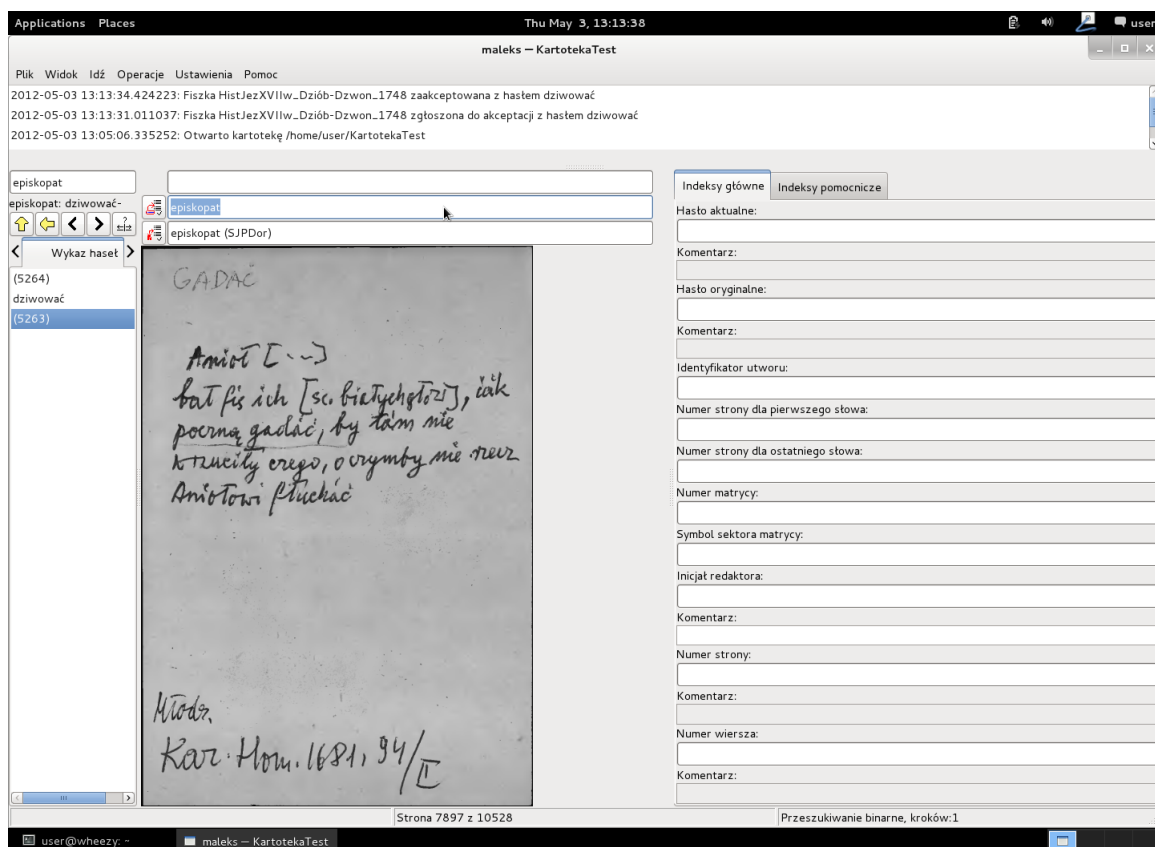 Applications Places Thu May 3, 13:13:38 user
maleks — KartotekaTest
Plik Widok Idź Operacje Ustawienia Pomoc
2012-05-03 13:13:34.424223: Fiszka HistJezXVIIw_Dziób-Dzwon_1748 zaakceptowana z hasłem dziwować
2012-05-03 13:13:31.011037: Fiszka HistJezXVIIw_Dziób-Dzwon_1748 zgłoszona do akceptacji z hasłem dziwować
2012-05-03 13:05:06.335252: Otwarto kartotekę /home/user/KartotekaTest
episkopat
episkopat: dziwować-
episkopat
episkopat (SJPDor)
Wykaz haseł
(5264)
dziwować
(5263)
GADAĆ
Anioł [...]
bał ſię ich [sc. białychgłów], iák
poczną gadáć, by tám nie
wrzuciły czego, o czymby nie rzecz
Aniołowi ſłucháć
Młodz.
Kaz. Hom. 1681, 94/II
Indeksy główne Indeksy pomocnicze
Hasło aktualne:
Komentarz:
Hasło oryginalne:
Komentarz:
Identyfikator utworu:
Numer strony dla pierwszego słowa:
Numer strony dla ostatniego słowa:
Numer matrycy:
Symbol sektora matrycy:
Inicjał redaktora:
Komentarz:
Numer strony:
Komentarz:
Numer wiersza:
Komentarz:
Strona 7897 z 10528 Przeszukiwanie binarne, kroków:1
user@wheezy: ~ maleks — KartotekaTest